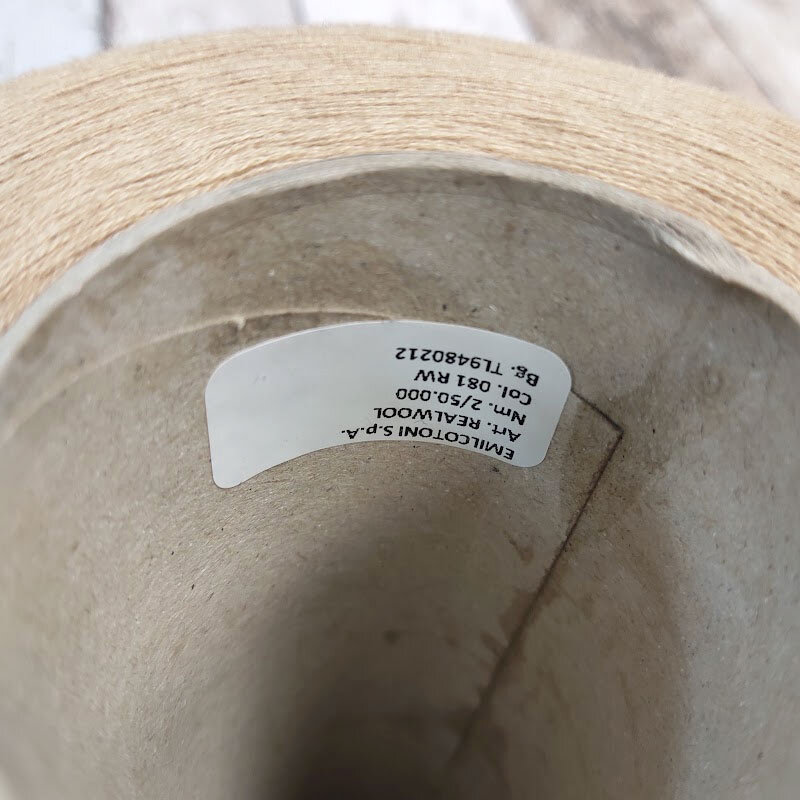 EMILCOTONI S.p.A.
Art. REALWOOL
Nm. 2/50.000
Col. 081 RW
Bg. TL9480212